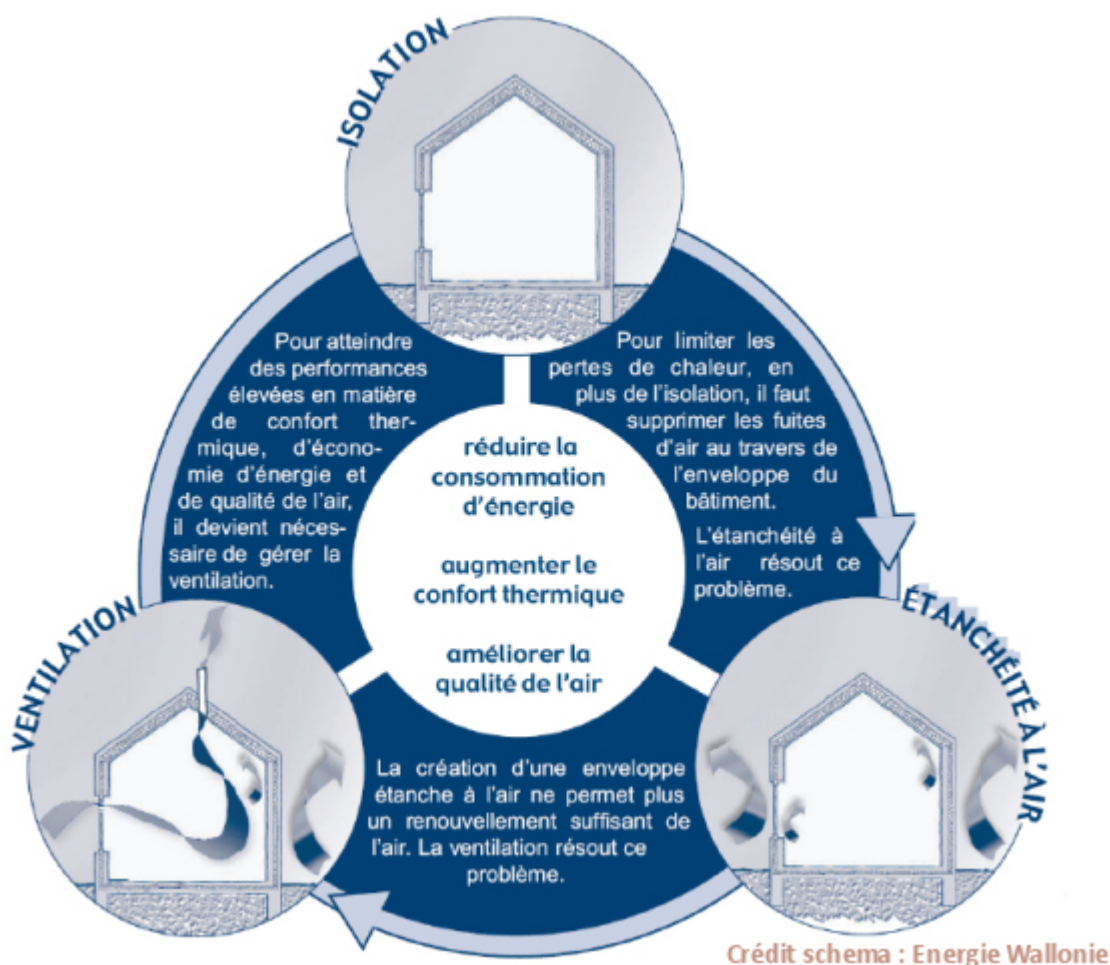 ISOLATION
Pour atteindre
des performances
élevées en matière
de confort ther-
mique, d'écono-
mie d'énergie et
de qualité de l'air,
il devient néces-
saire de gérer la
ventilation.
Pour limiter les
pertes de chaleur, en
plus de l'isolation, il faut
supprimer les fuites
d'air au travers de
l'enveloppe du
bâtiment.
L'étanchéité à
l'air résout ce
problème.
réduire la
consommation
d'énergie
augmenter le
confort thermique
améliorer la
qualité de l'air
VENTILATION
ÉTANCHÉITÉ À L'AIR
La création d'une enveloppe
étanche à l'air ne permet plus
un renouvellement suffisant de
l'air. La ventilation résout ce
problème.
Crédit schema : Energie Wallonie